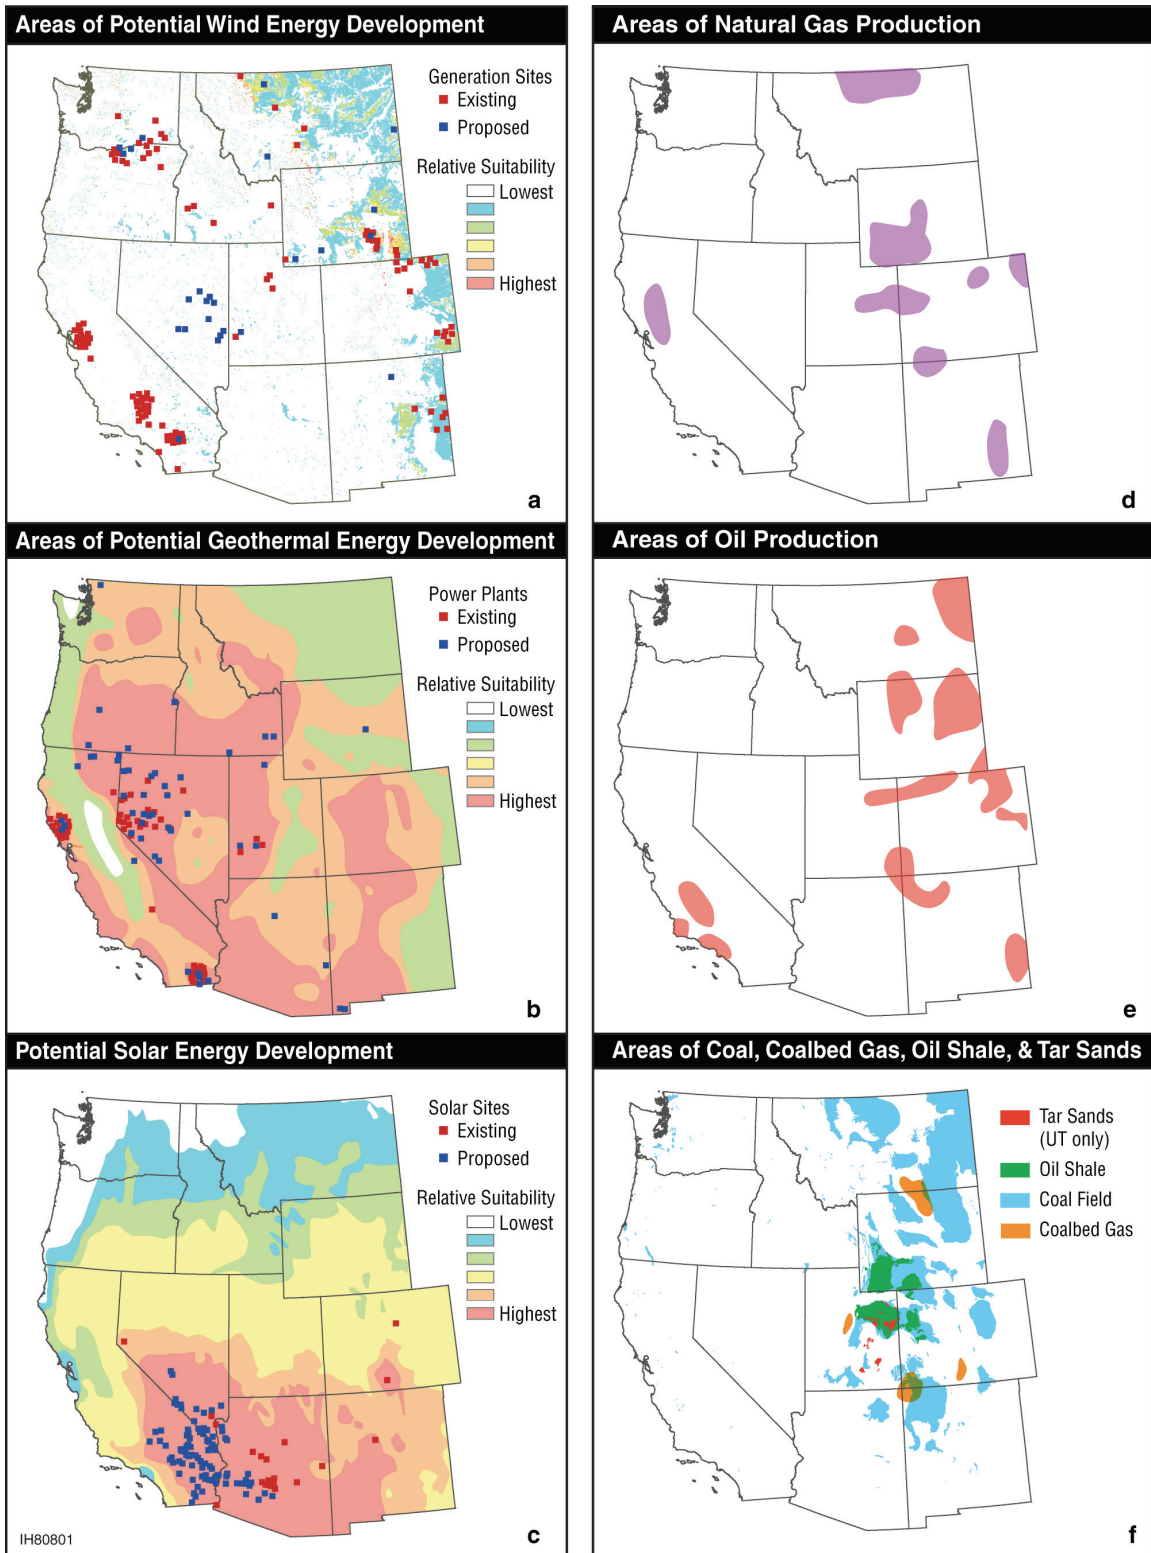 Areas of Potential Wind Energy Development
Generation Sites
Existing
Proposed
Relative Suitability
Lowest
Highest
a
Areas of Natural Gas Production
d
Areas of Potential Geothermal Energy Development
Power Plants
Existing
Proposed
Relative Suitability
Lowest
Highest
b
Areas of Oil Production
e
Potential Solar Energy Development
Solar Sites
Existing
Proposed
Relative Suitability
Lowest
Highest
IH80801
c
Areas of Coal, Coalbed Gas, Oil Shale, & Tar Sands
Tar Sands
(UT only)
Oil Shale
Coal Field
Coalbed Gas
f